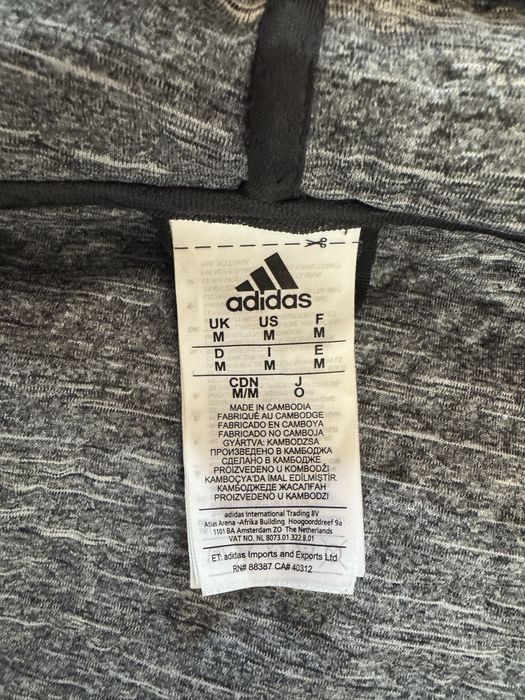 adidas
UK US F
M M M
D I E
M M M
CDN J
M/M O
MADE IN CAMBODIA
FABRIQUÉ AU CAMBODGE
FABRICADO EN CAMBOYA
FABRICADO NO CAMBOJA
GYÁRTVA: KAMBODZSA
ПРОИЗВЕДЕНО В КАМБОДЖА
СДЕЛАНО В КАМБОДЖЕ
PROIZVEDENO U KOMBODŽI
KAMBOÇYA'DA IMAL EDİLMİŞTİR.
КАМБОДЖЕДЕ ЖАСАЛҒАН
PROIZVEDENO U KAMBODZI
adidas International Trading BV
Atlas Arena -Afrika Building Hoogoorddreef 9a
1101 BA Amsterdam ZO The Netherlands
VAT NO. NL 8073.01.322.B.01
ET: adidas Imports and Exports Ltd
RN# 88387 CA# 40312